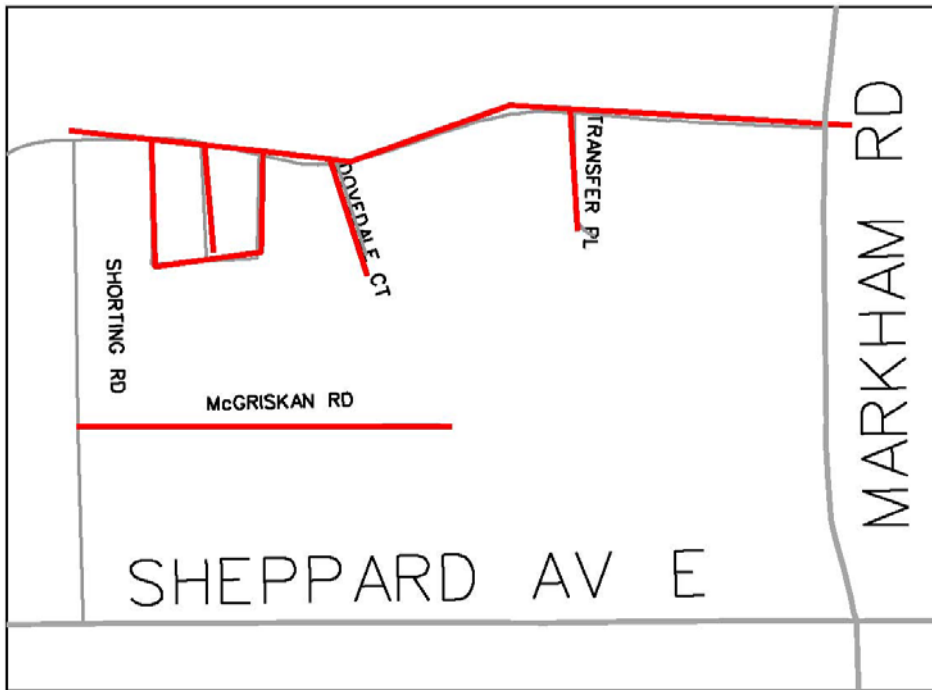 MARKHAM RD
TRANSFER PL
DOVEDALE CT
SHORTING RD
McGRISKAN RD
SHEPPARD AV E